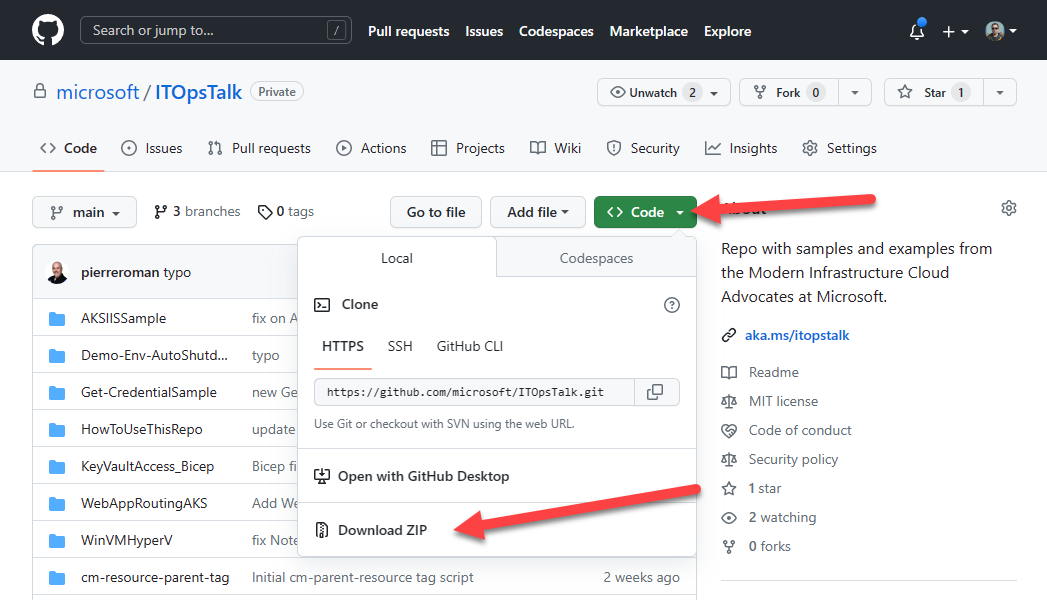 Search or jump to... /
Pull requests Issues Codespaces Marketplace Explore
microsoft / ITOpsTalk Private
Unwatch 2 Fork 0 Star 1
Code Issues Pull requests Actions Projects Wiki Security Insights Settings
main 3 branches 0 tags Go to file Add file Code
About
Repo with samples and examples from
the Modern Infrastructure Cloud
Advocates at Microsoft.
aka.ms/itopstalk
Readme
MIT license
Code of conduct
Security policy
1 star
2 watching
0 forks
pierreroman typo
AKSIISSample fix on A
Demo-Env-AutoShutd... typo
Get-CredentialSample new Ge
HowToUseThisRepo update
KeyVaultAccess_Bicep Bicep fi
WebAppRoutingAKS Add We
WinVMHyperV fix Note
cm-resource-parent-tag Initial cm-parent-resource tag script 2 weeks ago
Local Codespaces
Clone
HTTPS SSH GitHub CLI
https://github.com/microsoft/ITOpsTalk.git
Use Git or checkout with SVN using the web URL.
Open with GitHub Desktop
Download ZIP